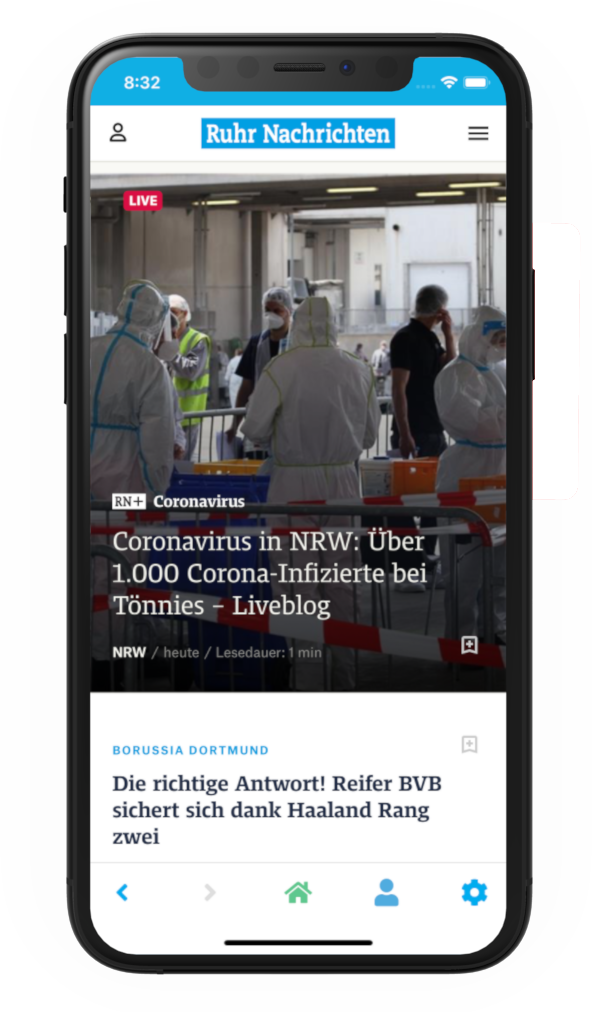 8:32
Ruhr Nachrichten
LIVE
RN+ Coronavirus
Coronavirus in NRW: Über
1.000 Corona-Infizierte bei
Tönnies – Liveblog
NRW / heute / Lesedauer: 1 min
BORUSSIA DORTMUND
Die richtige Antwort! Reifer BVB
sichert sich dank Haaland Rang
zwei